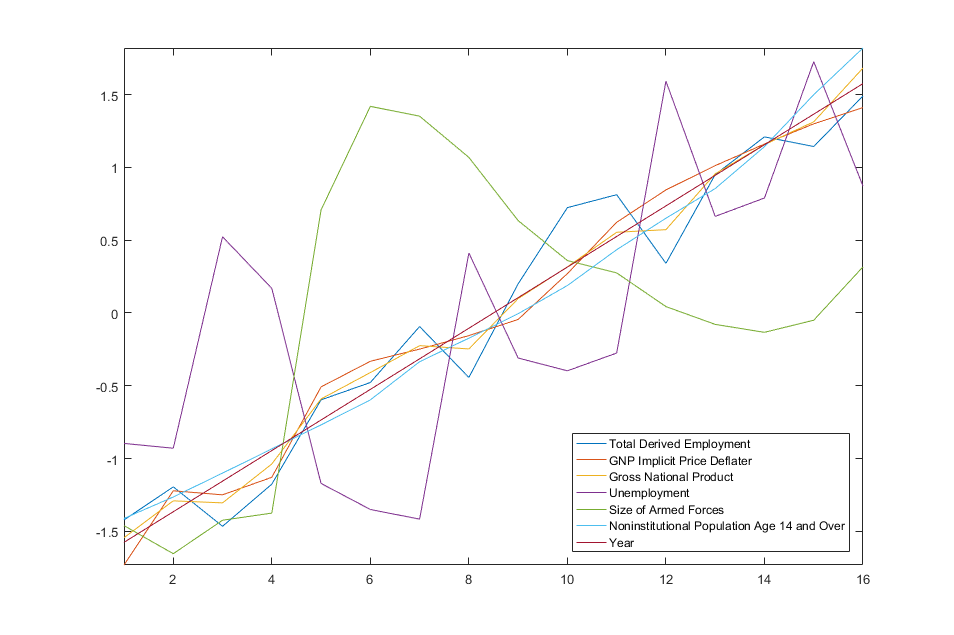 1.5
1
0.5
0
-0.5
-1
-1.5
Total Derived Employment
GNP Implicit Price Deflater
Gross National Product
Unemployment
Size of Armed Forces
Noninstitutional Population Age 14 and Over
Year
2 4 6 8 10 12 14 16